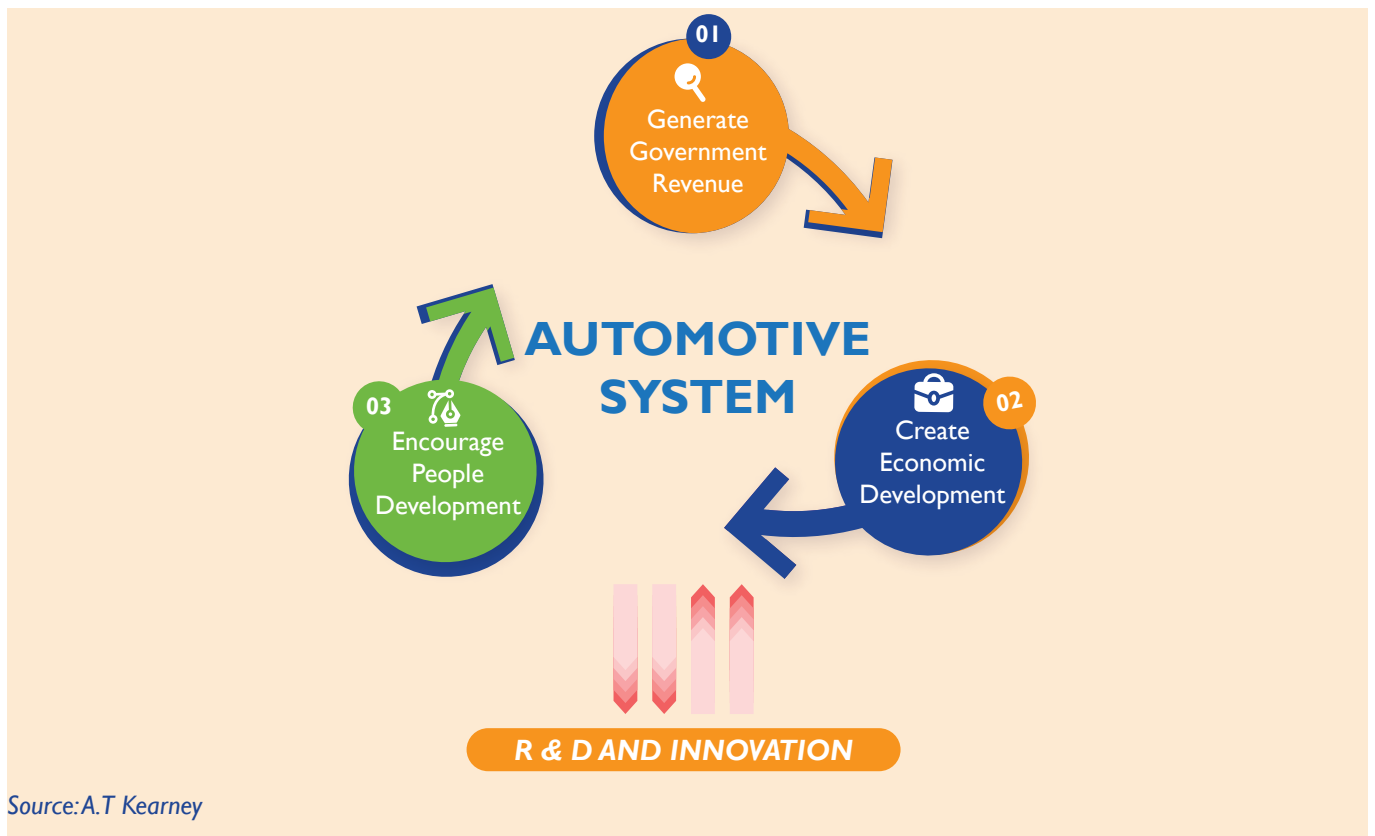 01
Generate
Government
Revenue
AUTOMOTIVE
SYSTEM
02
Create
Economic
Development
03
Encourage
People
Development
R & D AND INNOVATION
Source: A.T Kearney